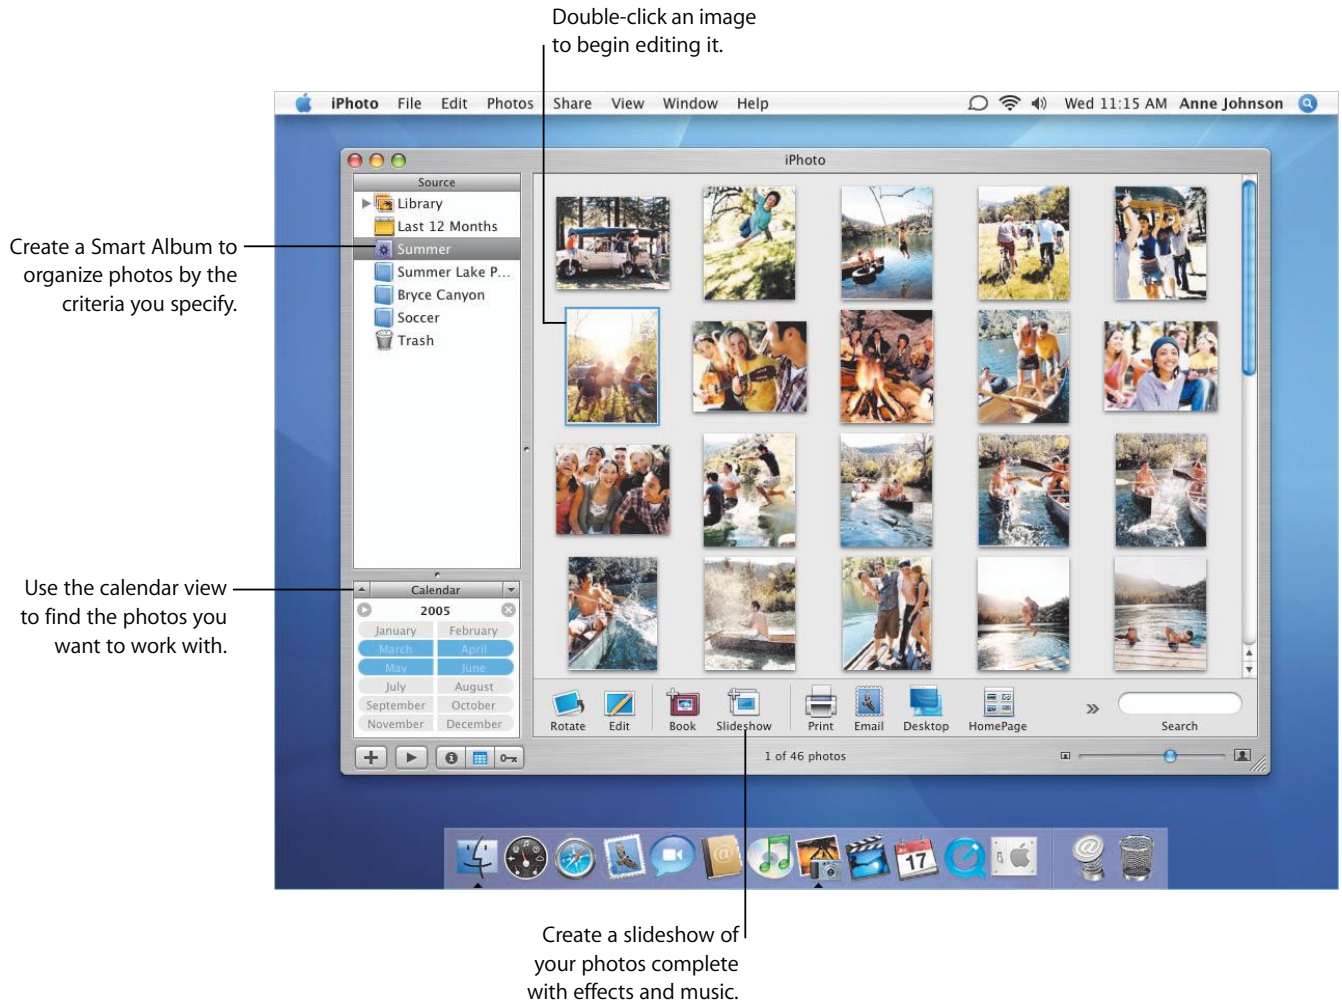 Double-click an image
to begin editing it.
iPhoto File Edit Photos Share View Window Help
Wed 11:15 AM Anne Johnson
iPhoto
Source
Library
Last 12 Months
Summer
Summer Lake P...
Bryce Canyon
Soccer
Trash
Create a Smart Album to
organize photos by the
criteria you specify.
Use the calendar view
to find the photos you
want to work with.
Calendar
2005
January February
March April
May June
July August
September October
November December
Rotate Edit Book Slideshow Print Email Desktop HomePage
Search
1 of 46 photos
17
Create a slideshow of
your photos complete
with effects and music.